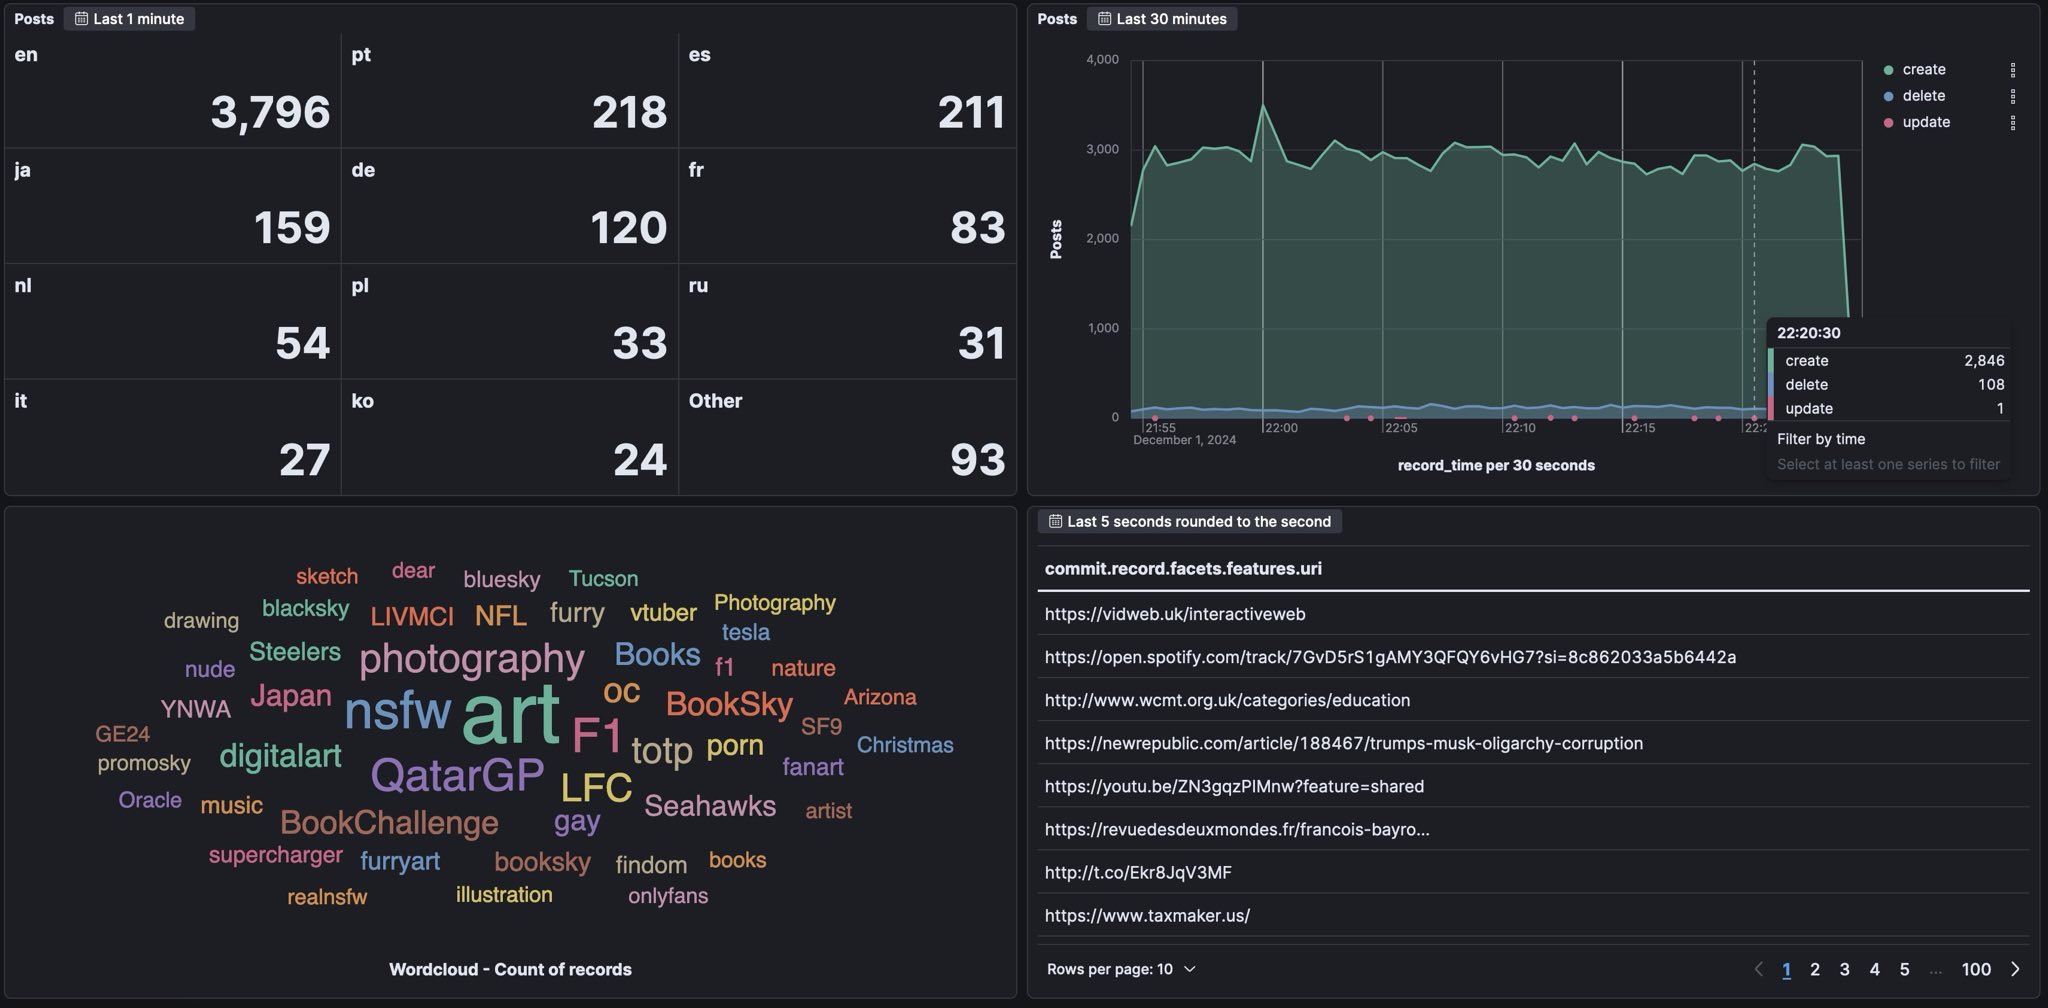 Posts Last 1 minute
en
3,796
pt
218
es
211
ja
159
de
120
fr
83
nl
54
pl
33
ru
31
it
27
ko
24
Other
93
Posts Last 30 minutes
4,000
3,000
2,000
1,000
0
Posts
21:55
22:00
22:05
22:10
22:15
December 1, 2024
record_time per 30 seconds
create
delete
update
22:20:30
create 2,846
delete 108
update 1
Filter by time
Select at least one series to filter
sketch dear bluesky Tucson
drawing blacksky LIVMCI NFL furry vtuber Photography
tesla
nude Steelers photography Books f1 nature
YNWA Japan nsfw art oc BookSky Arizona
GE24 F1 SF9
promosky digitalart totp porn Christmas
QatarGP LFC fanart
Oracle music Seahawks artist
BookChallenge gay
supercharger furryart booksky findom books
realnsfw illustration onlyfans
Wordcloud - Count of records
Last 5 seconds rounded to the second
commit.record.facets.features.uri
https://vidweb.uk/interactiveweb
https://open.spotify.com/track/7GvD5rS1gAMY3QFQY6vHG7?si=8c862033a5b6442a
http://www.wcmt.org.uk/categories/education
https://newrepublic.com/article/188467/trumps-musk-oligarchy-corruption
https://youtu.be/ZN3gqzPIMnw?feature=shared
https://revuedesdeuxmondes.fr/francois-bayro...
http://t.co/Ekr8JqV3MF
https://www.taxmaker.us/
Rows per page: 10
1 2 3 4 5 ... 100